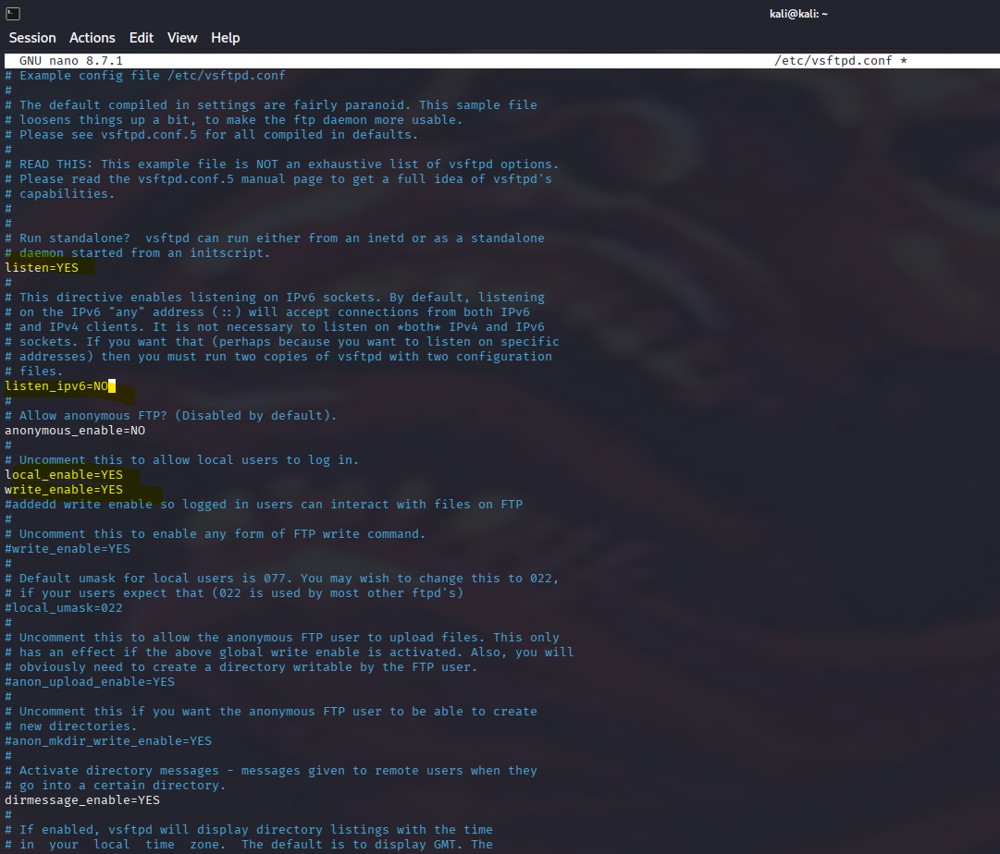 kali@kali: ~
Session Actions Edit View Help
GNU nano 8.7.1 /etc/vsftpd.conf *
# Example config file /etc/vsftpd.conf
#
# The default compiled in settings are fairly paranoid. This sample file
# loosens things up a bit, to make the ftp daemon more usable.
# Please see vsftpd.conf.5 for all compiled in defaults.
#
# READ THIS: This example file is NOT an exhaustive list of vsftpd options.
# Please read the vsftpd.conf.5 manual page to get a full idea of vsftpd's
# capabilities.
#
#
# Run standalone?  vsftpd can run either from an inetd or as a standalone
# daemon started from an initscript.
listen=YES
#
# This directive enables listening on IPv6 sockets. By default, listening
# on the IPv6 "any" address (::) will accept connections from both IPv6
# and IPv4 clients. It is not necessary to listen on *both* IPv4 and IPv6
# sockets. If you want that (perhaps because you want to listen on specific
# addresses) then you must run two copies of vsftpd with two configuration
# files.
listen_ipv6=NO
#
# Allow anonymous FTP? (Disabled by default).
anonymous_enable=NO
#
# Uncomment this to allow local users to log in.
local_enable=YES
write_enable=YES
#addedd write enable so logged in users can interact with files on FTP
#
# Uncomment this to enable any form of FTP write command.
#write_enable=YES
#
# Default umask for local users is 077. You may wish to change this to 022,
# if your users expect that (022 is used by most other ftpd's)
#local_umask=022
#
# Uncomment this to allow the anonymous FTP user to upload files. This only
# has an effect if the above global write enable is activated. Also, you will
# obviously need to create a directory writable by the FTP user.
#anon_upload_enable=YES
#
# Uncomment this if you want the anonymous FTP user to be able to create
# new directories.
#anon_mkdir_write_enable=YES
#
# Activate directory messages - messages given to remote users when they
# go into a certain directory.
dirmessage_enable=YES
#
# If enabled, vsftpd will display directory listings with the time
# in  your  local  time  zone.  The default is to display GMT. The